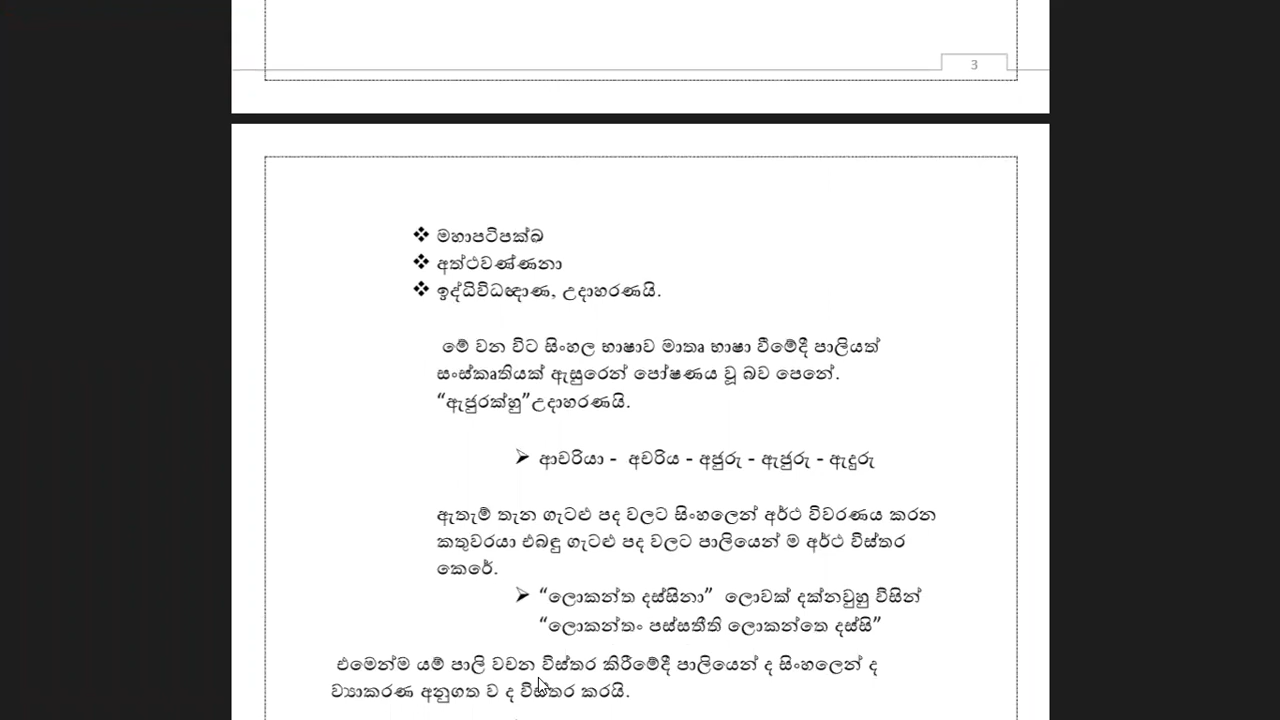 3
❖ මහාපටිපක්ඛ
❖ අත්ථවණ්ණනා
❖ ඉද්ධිවිධඥාණ, උදාහරණයි.
මේ වන විට සිංහල භාෂාව මාතෘ භාෂා වීමේදී පාලියත්
සංස්කෘතියක් ඇසුරෙන් පෝෂණය වූ බව පෙනේ.
“ඇජුරක්හු”උදාහරණයි.
➢ ආචරියා - අචරිය - අජුරු - ඇජුරු - ඇදුරු
ඇතැම් තැන ගැටළු පද වලට සිංහලෙන් අර්ථ විවරණය කරන
කතුවරයා එබඳු ගැටළු පද වලට පාලියෙන් ම අර්ථ විස්තර
කෙරේ.
➢ “ලොකන්ත දස්සිනා” ලොවක් දක්නවුහු විසින්
“ලොකන්තං පස්සතීති ලොකන්තෙ දස්සි”
එමෙන්ම යම් පාලි වචන විස්තර කිරීමේදී පාලියෙන් ද සිංහලෙන් ද
ව්‍යාකරණ අනුගත ව ද විස්තර කරයි.